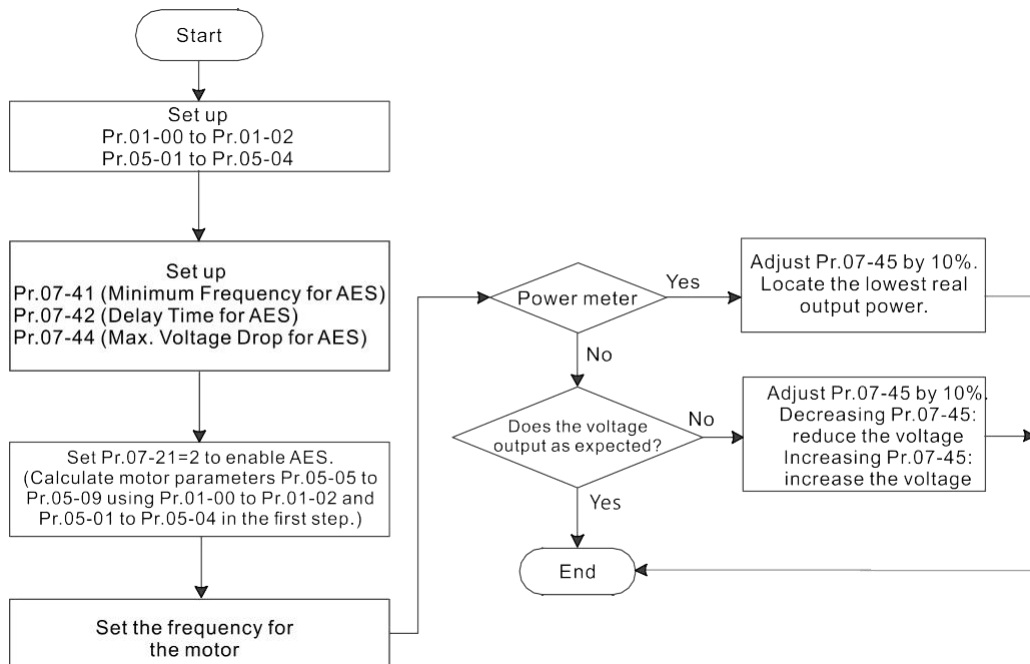 Start
Set up
Pr.01-00 to Pr.01-02
Pr.05-01 to Pr.05-04
Set up
Pr.07-41 (Minimum Frequency for AES)
Pr.07-42 (Delay Time for AES)
Pr.07-44 (Max. Voltage Drop for AES)
Set Pr.07-21=2 to enable AES.
(Calculate motor parameters Pr.05-05 to
Pr.05-09 using Pr.01-00 to Pr.01-02 and
Pr.05-01 to Pr.05-04 in the first step.)
Set the frequency for
the motor
Power meter
Yes
Adjust Pr.07-45 by 10%.
Locate the lowest real
output power.
No
Does the voltage
output as expected?
No
Adjust Pr.07-45 by 10%.
Decreasing Pr.07-45:
reduce the voltage
Increasing Pr.07-45:
increase the voltage
Yes
End